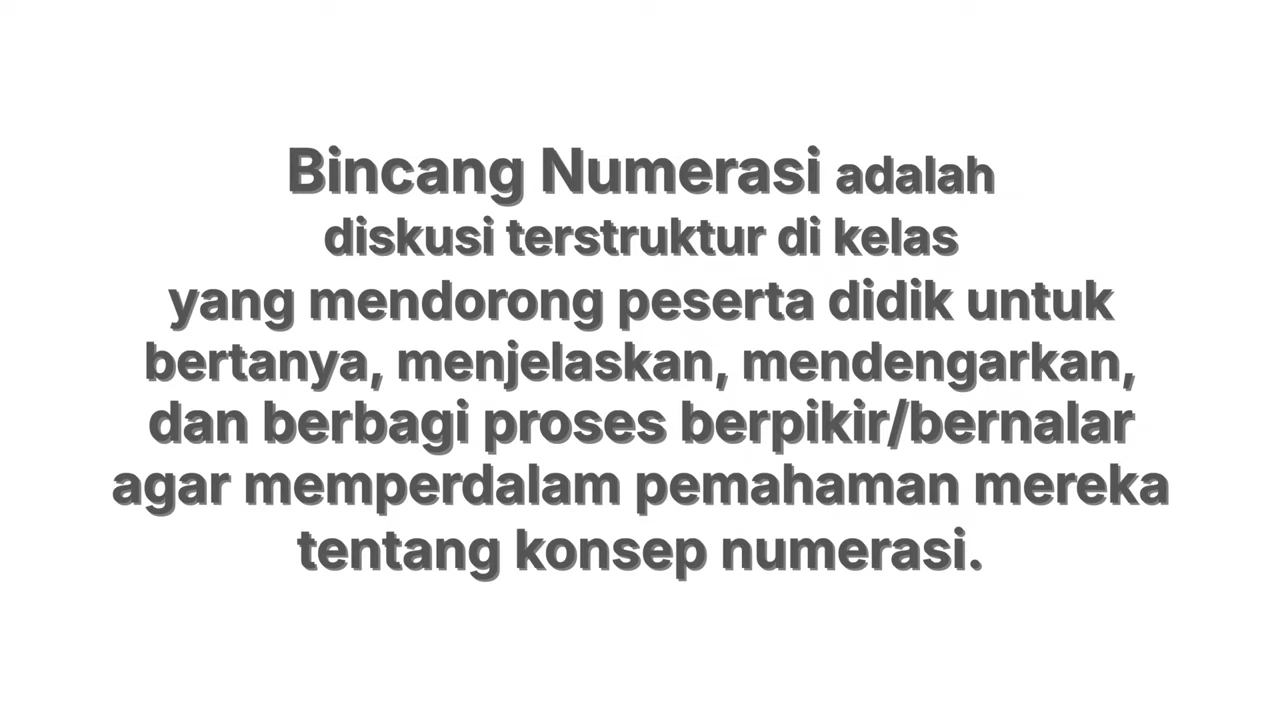 Bincang Numerasi adalah
diskusi terstruktur di kelas
yang mendorong peserta didik untuk
bertanya, menjelaskan, mendengarkan,
dan berbagi proses berpikir/bernalar
agar memperdalam pemahaman mereka
tentang konsep numerasi.